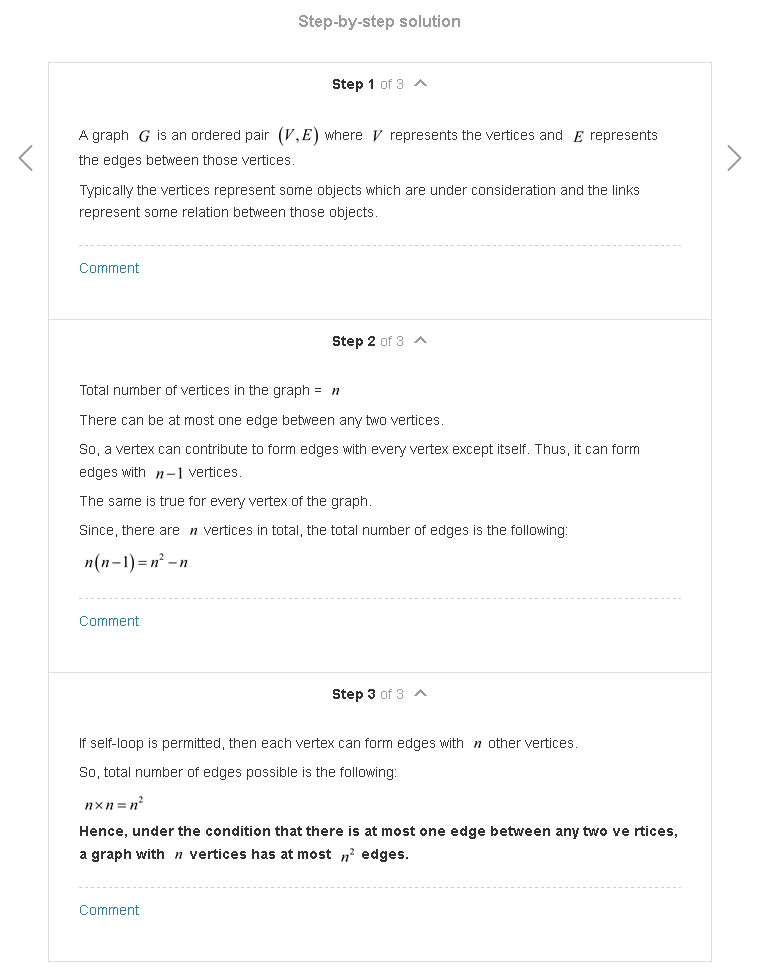 Step-by-step solution
Step 1 of 3
A graph G is an ordered pair (V,E) where V represents the vertices and E represents
the edges between those vertices.
Typically the vertices represent some objects which are under consideration and the links
represent some relation between those objects.
Comment
Step 2 of 3
Total number of vertices in the graph = n
There can be at most one edge between any two vertices.
So, a vertex can contribute to form edges with every vertex except itself. Thus, it can form
edges with n−1 vertices.
The same is true for every vertex of the graph.
Since, there are n vertices in total, the total number of edges is the following:
n(n−1)=n²−n
Comment
Step 3 of 3
If self-loop is permitted, then each vertex can form edges with n other vertices.
So, total number of edges possible is the following:
n×n=n²
Hence, under the condition that there is at most one edge between any two ve rtices,
a graph with n vertices has at most n² edges.
Comment